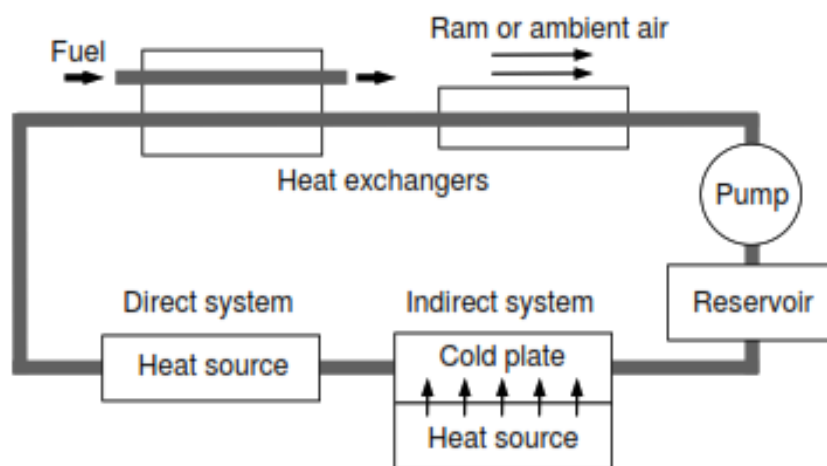 Ram or ambient air
Fuel
Heat exchangers
Pump
Direct system
Indirect system
Reservoir
Heat source
Cold plate
Heat source